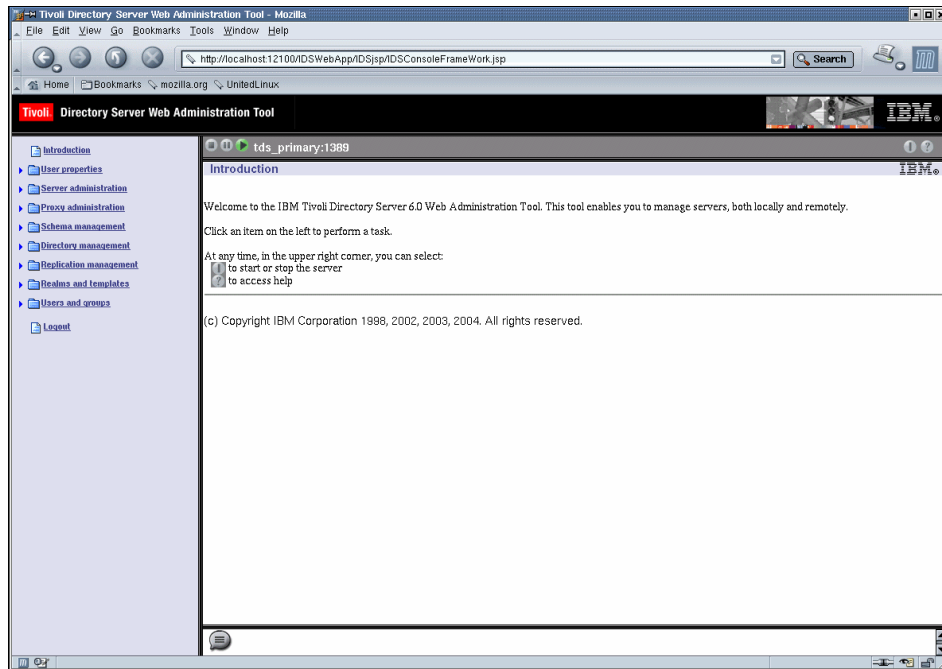 Tivoli Directory Server Web Administration Tool - Mozilla
File Edit View Go Bookmarks Tools Window Help
http://localhost:12100/IDSWebApp/IDSjsp/IDSConsoleFrameWork.jsp
Search
Home Bookmarks mozilla.org UnitedLinux
Tivoli. Directory Server Web Administration Tool
IBM®
tds_primary:1389
Introduction
IBM®
Introduction
User properties
Server administration
Proxy administration
Schema management
Directory management
Replication management
Realms and templates
Users and groups
Logout
Welcome to the IBM Tivoli Directory Server 6.0 Web Administration Tool. This tool enables you to manage servers, both locally and remotely.
Click an item on the left to perform a task.
At any time, in the upper right corner, you can select:
to start or stop the server
? to access help
(c) Copyright IBM Corporation 1998, 2002, 2003, 2004. All rights reserved.